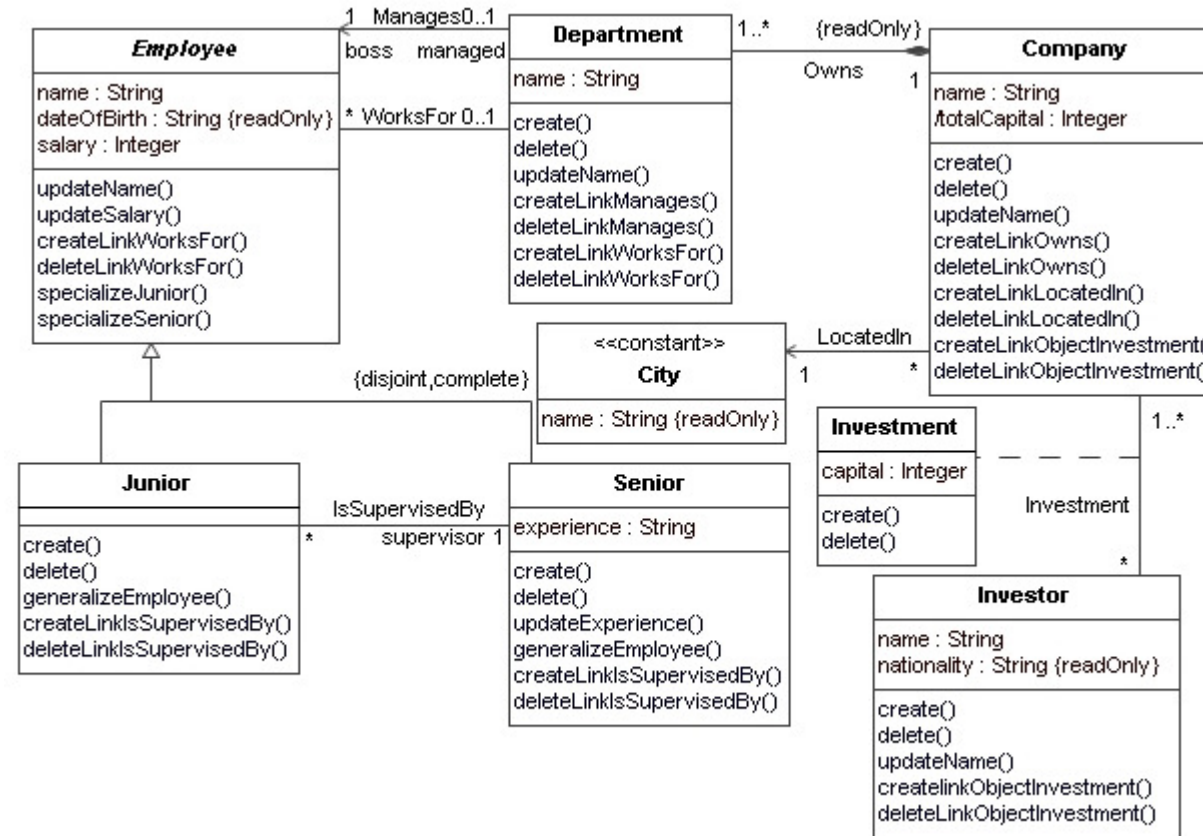 1 Manages0..1
boss managed
* WorksFor 0..1
Employee
name : String
dateOfBirth : String {readOnly}
salary : Integer
updateName()
updateSalary()
createLinkWorksFor()
deleteLinkWorksFor()
specializeJunior()
specializeSenior()
Department
name : String
create()
delete()
updateName()
createLinkManages()
deleteLinkManages()
createLinkWorksFor()
deleteLinkWorksFor()
1..* {readOnly}
Owns 1
Company
name : String
/totalCapital : Integer
create()
delete()
updateName()
createLinkOwns()
deleteLinkOwns()
createLinkLocatedIn()
deleteLinkLocatedIn()
createLinkObjectInvestment(
deleteLinkObjectInvestment(
<<constant>>
City
name : String {readOnly}
LocatedIn
1 *
{disjoint,complete}
Junior
create()
delete()
generalizeEmployee()
createLinkIsSupervisedBy()
deleteLinkIsSupervisedBy()
IsSupervisedBy
* supervisor 1
Senior
experience : String
create()
delete()
updateExperience()
generalizeEmployee()
createLinkIsSupervisedBy()
deleteLinkIsSupervisedBy()
Investment
capital : Integer
create()
delete()
1..*
Investment
*
Investor
name : String
nationality : String {readOnly}
create()
delete()
updateName()
createlinkObjectInvestment()
deleteLinkObjectInvestment()